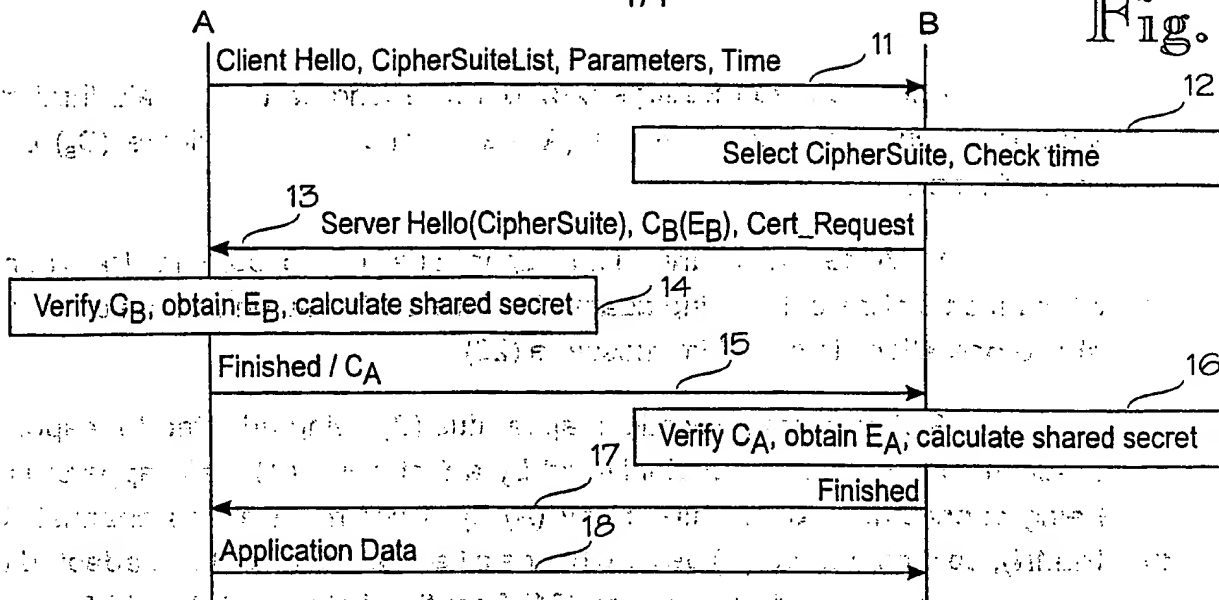 A
B
Fig.
Client Hello, CipherSuiteList, Parameters, Time
11
12
Select CipherSuite, Check time
13
Server Hello(CipherSuite), CB(EB), Cert_Request
Verify CB, obtain EB, calculate shared secret
14
Finished / CA
15
16
Verify CA, obtain EA, calculate shared secret
17
Finished
18
Application Data